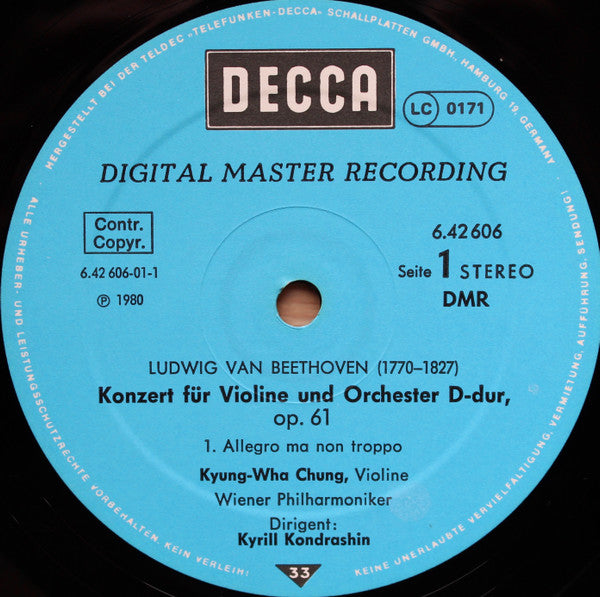 HERGESTELLT BEI DER TELDEC »TELEFUNKEN-DECCA« SCHALLPLATTEN GMBH, HAMBURG 19, GERMANY
DECCA
LC 0171
DIGITAL MASTER RECORDING
Contr.
Copyr.
6.42 606-01-1
℗ 1980
6.42 606
Seite 1 STEREO
DMR
LUDWIG VAN BEETHOVEN (1770–1827)
Konzert für Violine und Orchester D-dur,
op. 61
1. Allegro ma non troppo
Kyung-Wha Chung, Violine
Wiener Philharmoniker
Dirigent:
Kyrill Kondrashin
33
ALLE URHEBER- UND LEISTUNGSSCHUTZRECHTE VORBEHALTEN. KEIN VERLEIH!
KEINE UNERLAUBTE VERVIELFÄLTIGUNG, VERMIETUNG, AUFFÜHRUNG, SENDUNG!